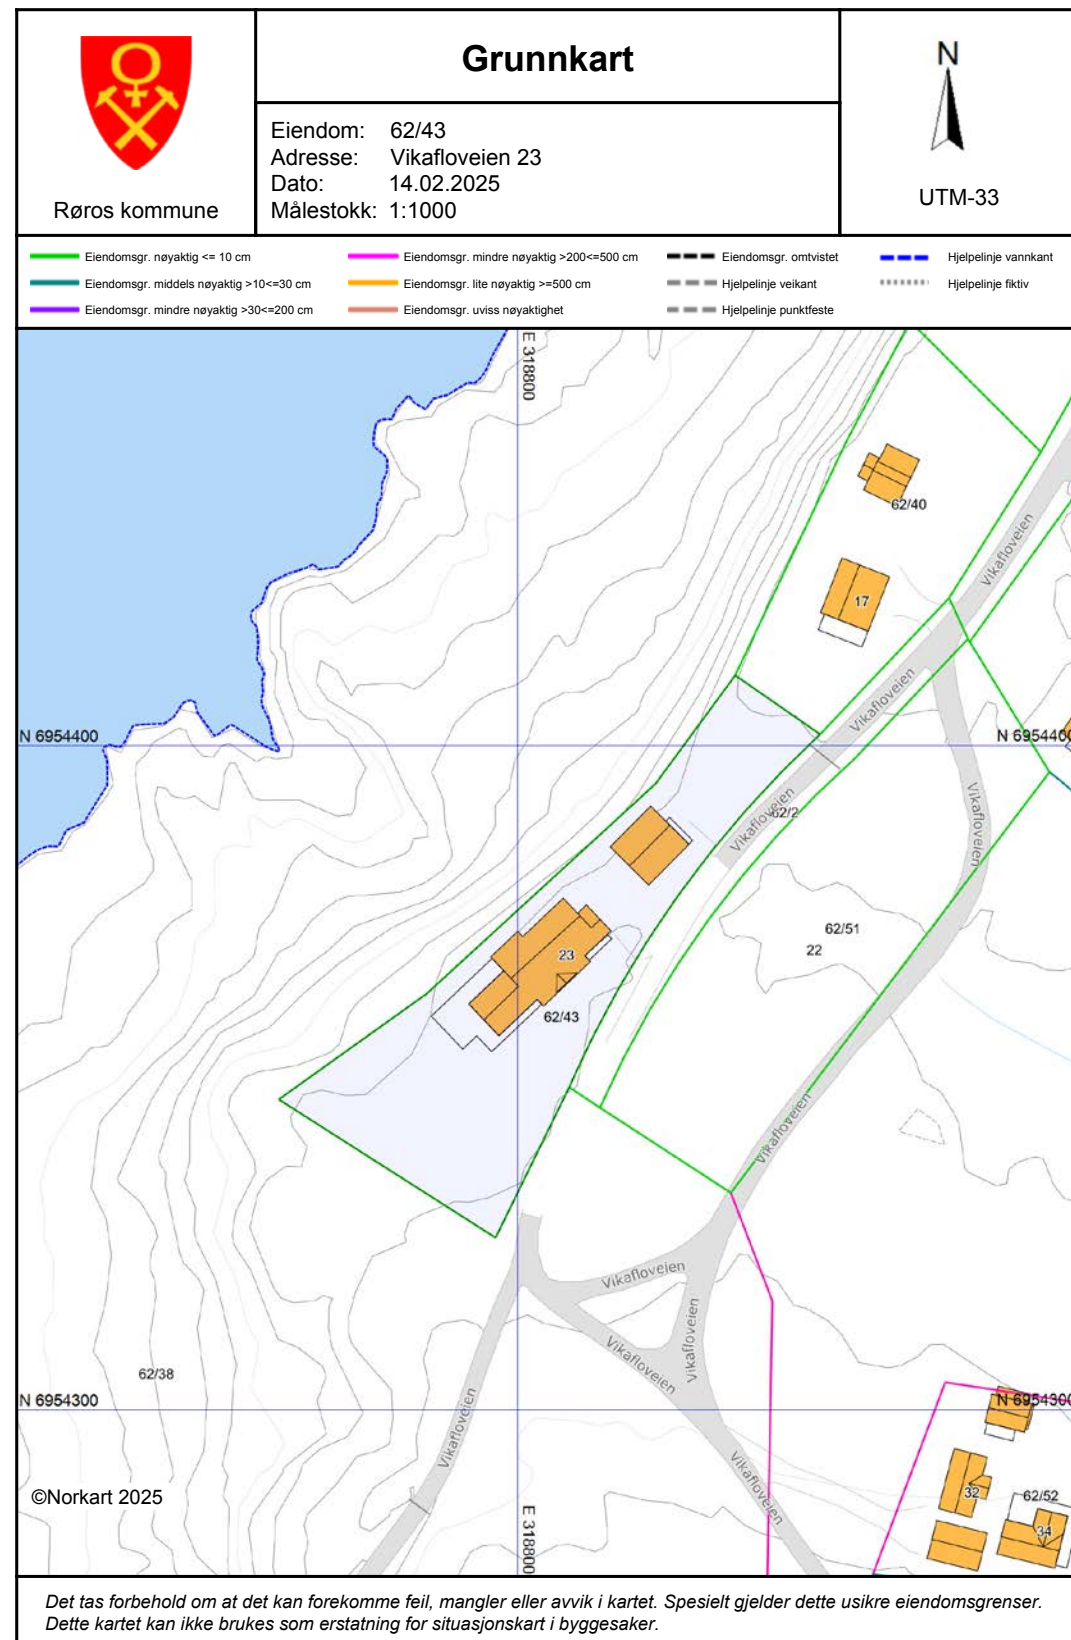 Grunnkart
Røros kommune
Eiendom: 62/43
Adresse: Vikafloveien 23
Dato: 14.02.2025
Målestokk: 1:1000
N
UTM-33
Eiendomsgr. nøyaktig <= 10 cm
Eiendomsgr. middels nøyaktig >10<=30 cm
Eiendomsgr. mindre nøyaktig >30<=200 cm
Eiendomsgr. mindre nøyaktig >200<=500 cm
Eiendomsgr. lite nøyaktig >=500 cm
Eiendomsgr. uviss nøyaktighet
Eiendomsgr. omtvistet
Hjelpelinje veikant
Hjelpelinje punktfeste
Hjelpelinje vannkant
Hjelpelinje fiktiv
E 318800
62/40
Vikafloveien
17
Vikafloveien
N 6954400
N 6954400
Vikafloveien
62/2
Vikafloveien
62/51
22
23
62/43
Vikafloveien
Vikafloveien
Vikafloveien
Vikafloveien
62/38
N 6954300
N 6954300
Vikafloveien
Vikafloveien
©Norkart 2025
E 318800
32
62/52
34
Det tas forbehold om at det kan forekomme feil, mangler eller avvik i kartet. Spesielt gjelder dette usikre eiendomsgrenser.
Dette kartet kan ikke brukes som erstatning for situasjonskart i byggesaker.